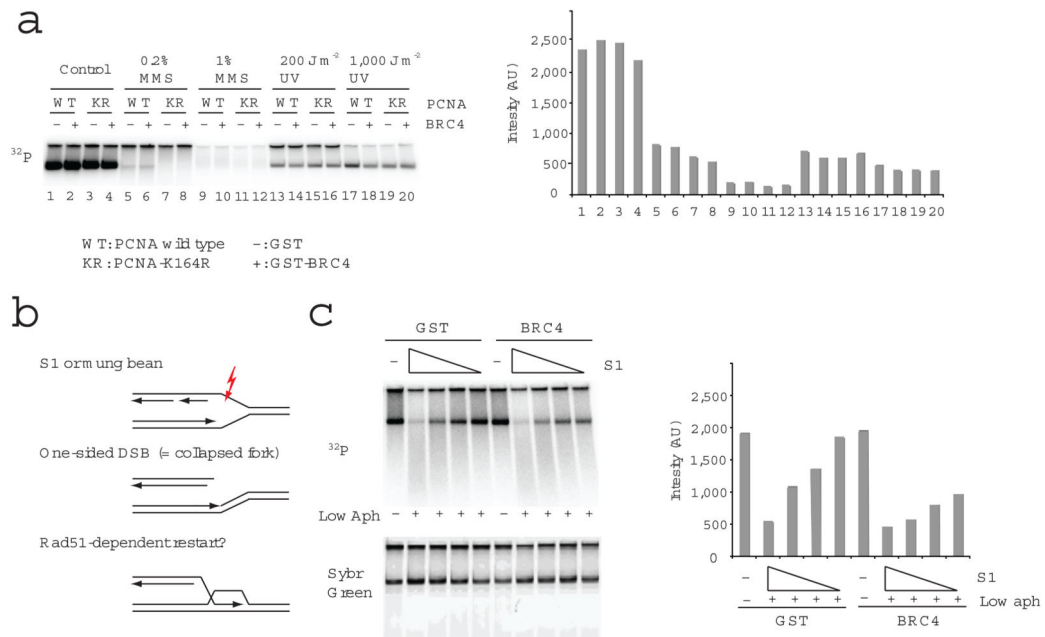 a
Control 0.2% MMS 1% MMS 200 Jm-2 UV 1,000 Jm-2 UV
WT KR WT KR WT KR WT KR WT KR PCNA
– + – + – + – + – + – + – + – + – + – + BRC4
32P
1 2 3 4 5 6 7 8 9 10 11 12 13 14 15 16 17 18 19 20
WT:PCNA wild type –:GST
KR:PCNA-K164R +:GST-BRC4
Intesity (AU)
2,500
2,000
1,500
1,000
500
0
1 2 3 4 5 6 7 8 9 10 11 12 13 14 15 16 17 18 19 20
b
S1 or mung bean
One-sided DSB (= collapsed fork)
Rad51-dependent restart?
c
GST BRC4
– – S1
32P
Low Aph – + + + + – + + + +
Sybr Green
Intesity (AU)
3,000
2,500
2,000
1,500
1,000
500
0
– – S1
– + + + + – + + + + Low aph
GST BRC4